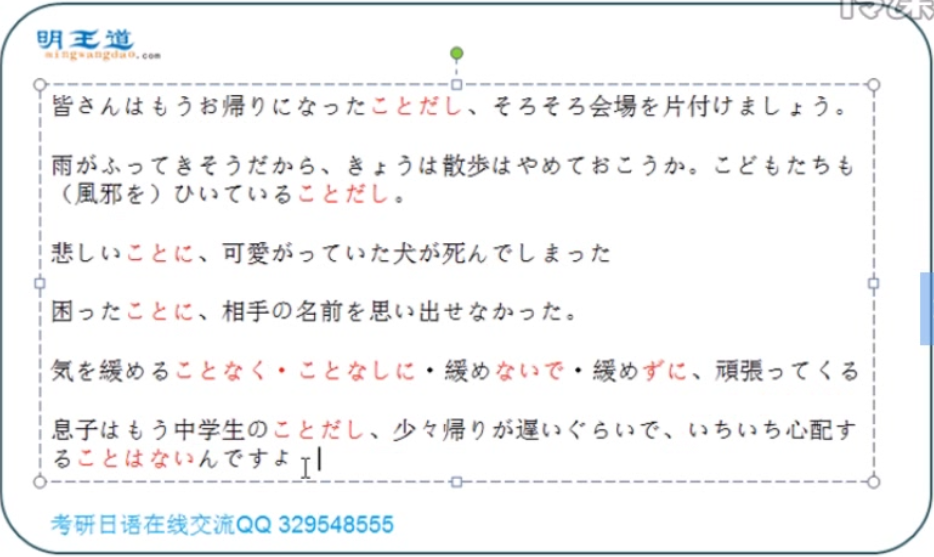 明王道
mingwangdao.com
皆さんはもうお帰りになったことだし、そろそろ会場を片付けましょう。
雨がふってきそうだから、きょうは散歩はやめておこうか。こどもたちも
（風邪を）ひいていることだし。
悲しいことに、可愛がっていた犬が死んでしまった
困ったことに、相手の名前を思い出せなかった。
気を緩めることなく・ことなしに・緩めないで・緩めずに、頑張ってくる
息子はもう中学生のことだし、少々帰りが遅いぐらいで、いちいち心配す
ることはないんですよ
考研日语在线交流QQ 329548555